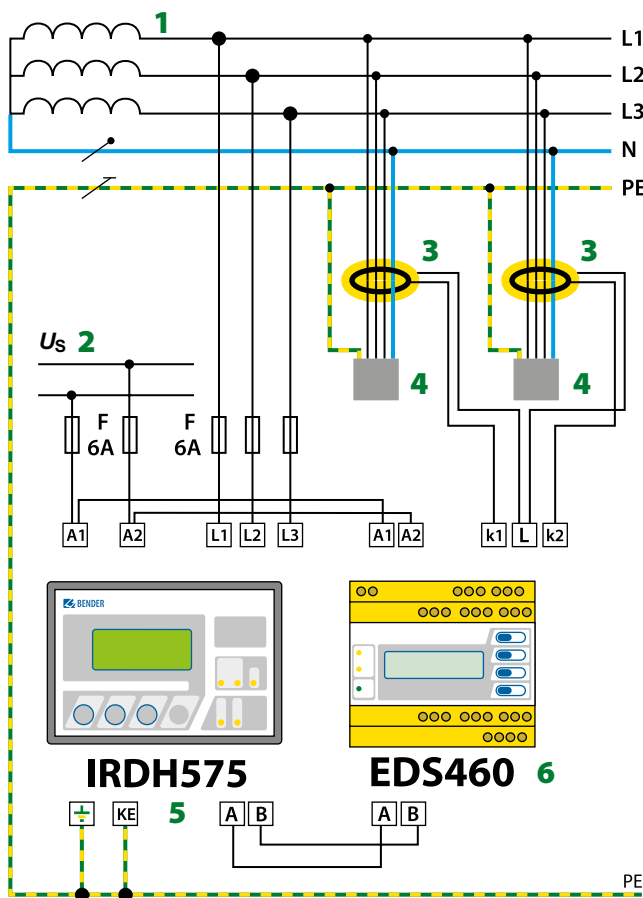 1
L1
L2
L3
N
PE
3
3
US 2
4
4
F
6A
F
6A
A1
A2
L1
L2
L3
A1
A2
k1
L
k2
BENDER
IRDH575
EDS460 6
KE
5
A
B
A
B
PE